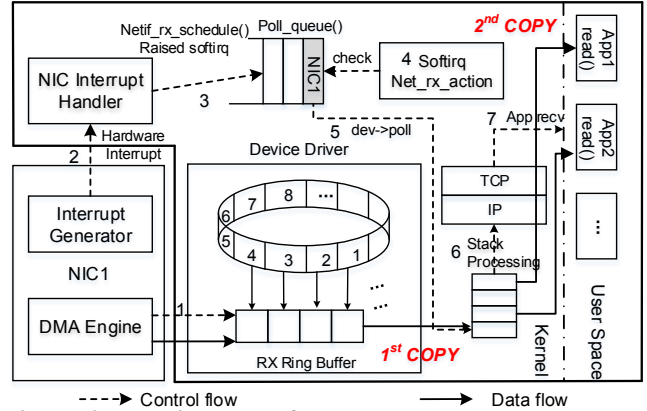 Netif_rx_schedule()
Raised softirq
Poll_queue()
2nd COPY
NIC Interrupt
Handler
3
NIC1
check
4 Softirq
Net_rx_action
App1
read()
7 App recv
App2
read()
...
User Space
Kernel
2
Hardware
Interrupt
5 dev->poll
Device Driver
TCP
IP
6 Stack
Processing
Interrupt
Generator
NIC1
DMA Engine
1
6
7
8
...
5
4
3
2
1
...
...
RX Ring Buffer
1st COPY
Control flow
Data flow